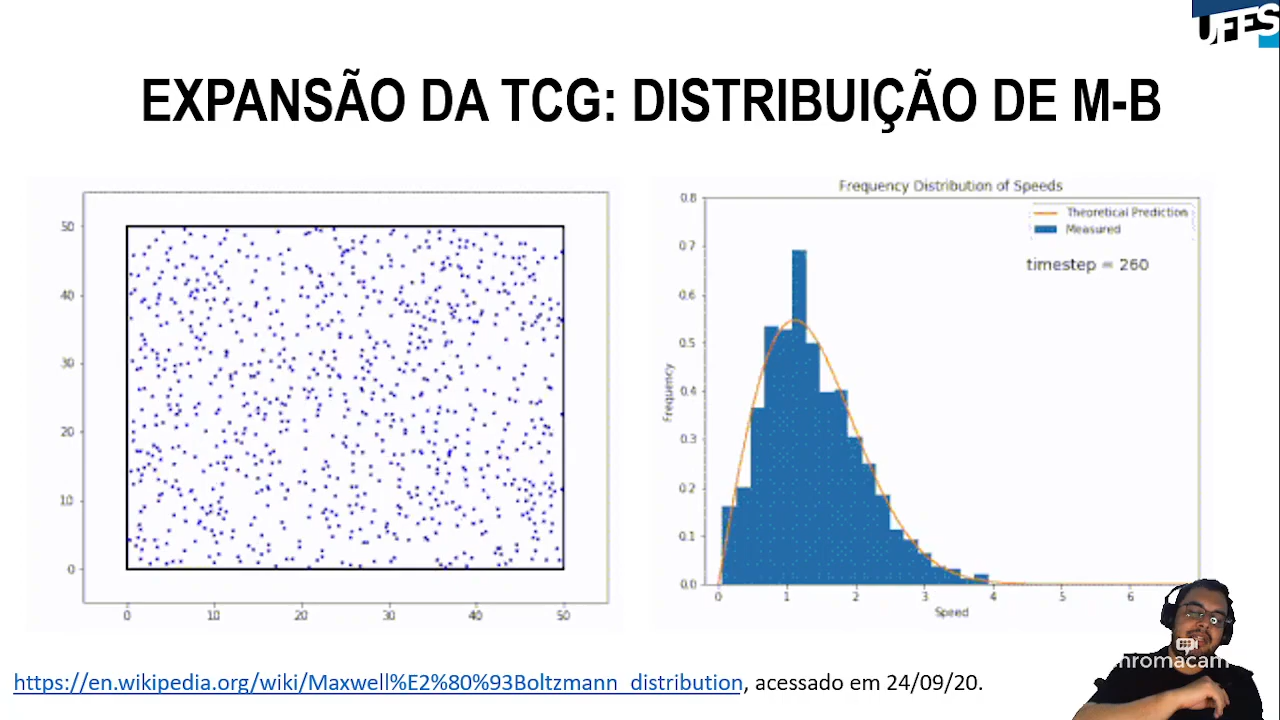 UFES
EXPANSÃO DA TCG: DISTRIBUIÇÃO DE M-B
50
40
30
20
10
0
0 10 20 30 40 50
Frequency Distribution of Speeds
0.8
0.7
0.6
0.5
0.4
0.3
0.2
0.1
0.0
Frequency
Theoretical Prediction
Measured
timestep = 260
0 1 2 3 4 5 6
Speed
hromacam
https://en.wikipedia.org/wiki/Maxwell%E2%80%93Boltzmann_distribution, acessado em 24/09/20.